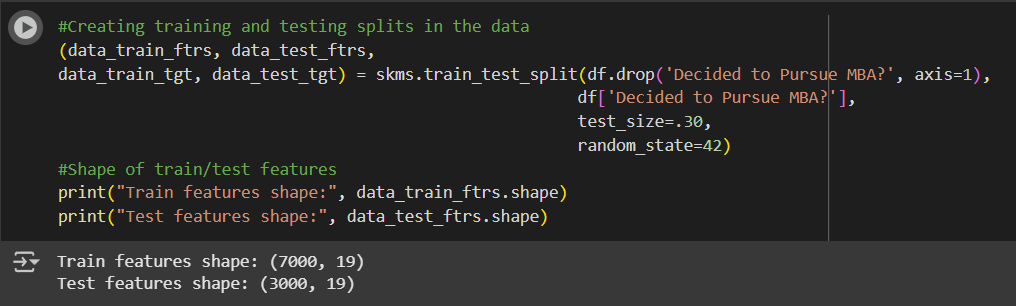 #Creating training and testing splits in the data
(data_train_ftrs, data_test_ftrs,
data_train_tgt, data_test_tgt) = skms.train_test_split(df.drop('Decided to Pursue MBA?', axis=1),
df['Decided to Pursue MBA?'],
test_size=.30,
random_state=42)
#Shape of train/test features
print("Train features shape:", data_train_ftrs.shape)
print("Test features shape:", data_test_ftrs.shape)
Train features shape: (7000, 19)
Test features shape: (3000, 19)